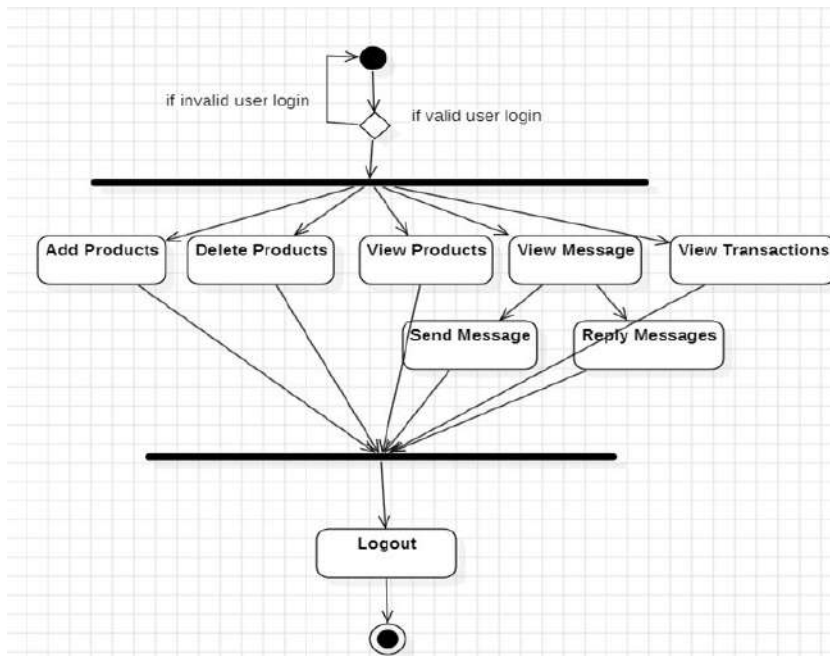 if invalid user login
if valid user login
Add Products
Delete Products
View Products
View Message
View Transactions
Send Message
Reply Messages
Logout